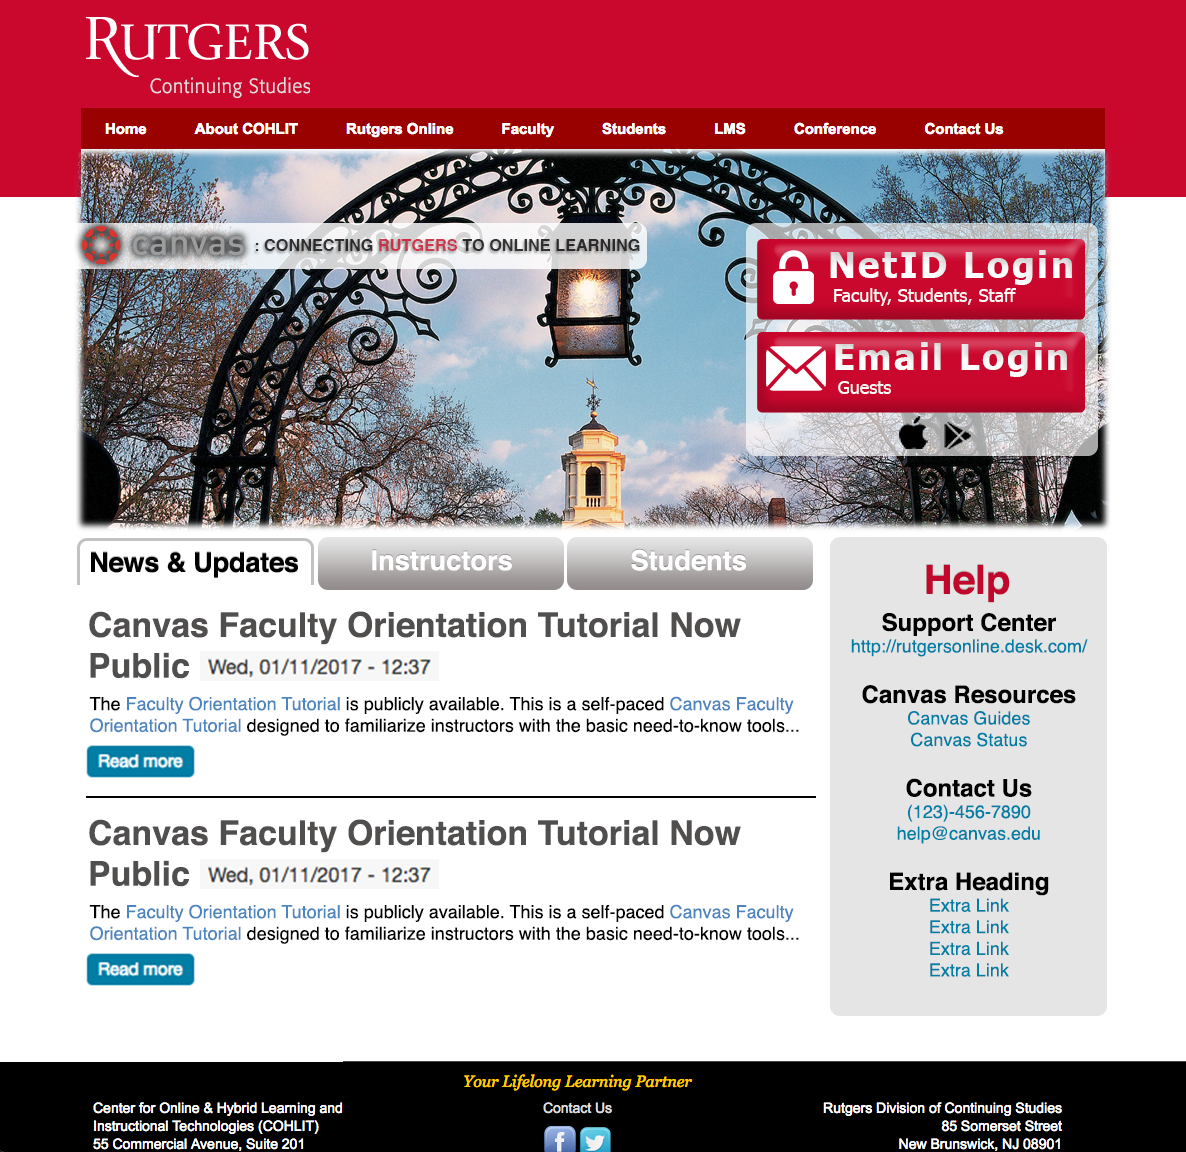 RUTGERS
Continuing Studies
Home About COHLIT Rutgers Online Faculty Students LMS Conference Contact Us
canvas : CONNECTING RUTGERS TO ONLINE LEARNING
NetID Login
Faculty, Students, Staff
Email Login
Guests
News & Updates Instructors Students
Canvas Faculty Orientation Tutorial Now
Public Wed, 01/11/2017 - 12:37
The Faculty Orientation Tutorial is publicly available. This is a self-paced Canvas Faculty
Orientation Tutorial designed to familiarize instructors with the basic need-to-know tools...
Read more
Canvas Faculty Orientation Tutorial Now
Public Wed, 01/11/2017 - 12:37
The Faculty Orientation Tutorial is publicly available. This is a self-paced Canvas Faculty
Orientation Tutorial designed to familiarize instructors with the basic need-to-know tools...
Read more
Help
Support Center
http://rutgersonline.desk.com/
Canvas Resources
Canvas Guides
Canvas Status
Contact Us
(123)-456-7890
help@canvas.edu
Extra Heading
Extra Link
Extra Link
Extra Link
Extra Link
Your Lifelong Learning Partner
Center for Online & Hybrid Learning and
Instructional Technologies (COHLIT)
55 Commercial Avenue, Suite 201
Contact Us
f
Rutgers Division of Continuing Studies
85 Somerset Street
New Brunswick, NJ 08901